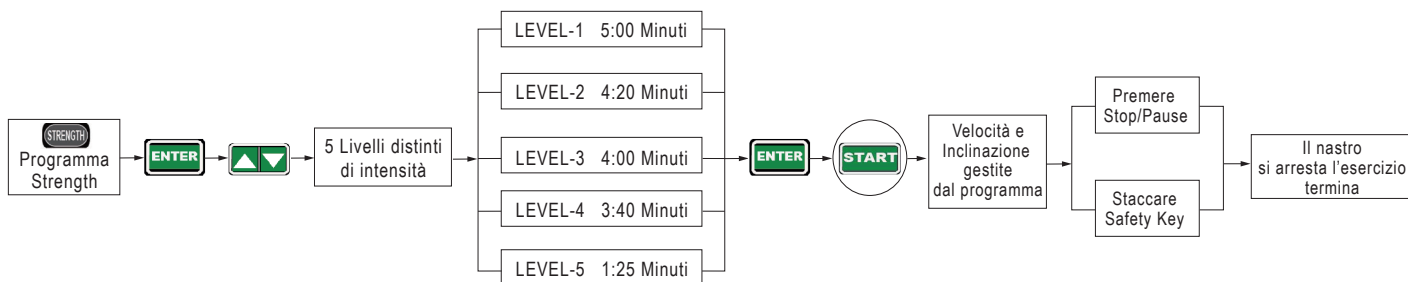 STRENGTH
Programma
Strength
ENTER
5 Livelli distinti
di intensità
LEVEL-1 5:00 Minuti
LEVEL-2 4:20 Minuti
LEVEL-3 4:00 Minuti
LEVEL-4 3:40 Minuti
LEVEL-5 1:25 Minuti
ENTER
START
Velocità e
Inclinazione
gestite
dal programma
Premere
Stop/Pause
Staccare
Safety Key
Il nastro
si arresta l’esercizio
termina